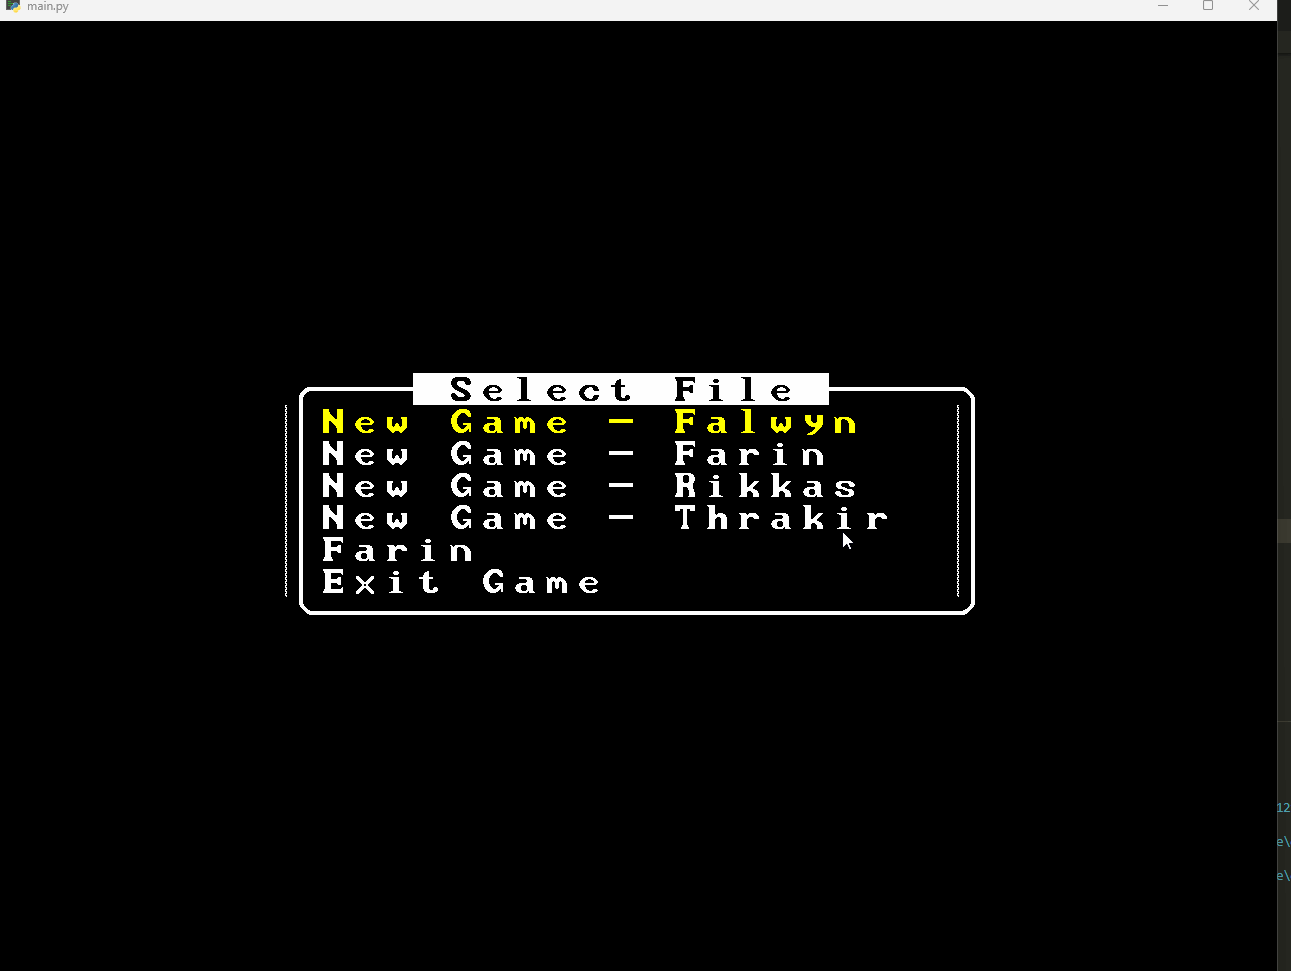 main.py
Select File
New Game - Falwyn
New Game - Farin
New Game - Rikkas
New Game - Thrakir
Farin
Exit Game
12
e\
e\